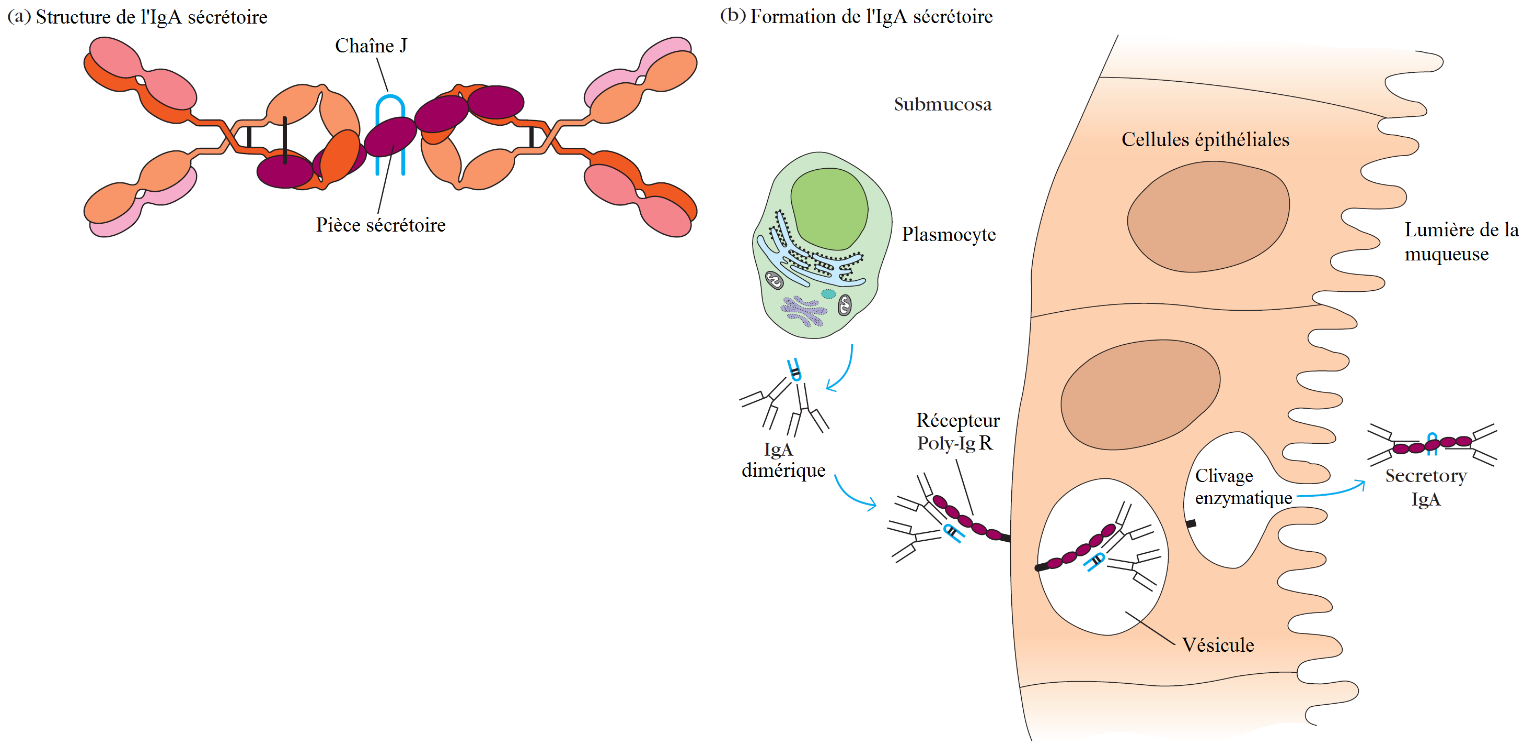 (a) Structure de l'IgA sécrétoire
Chaîne J
Pièce sécrétoire
(b) Formation de l'IgA sécrétoire
Submucosa
Cellules épithéliales
Plasmocyte
Lumière de la
muqueuse
IgA
dimérique
Récepteur
Poly-Ig R
Clivage
enzymatique
Secretory
IgA
Vésicule